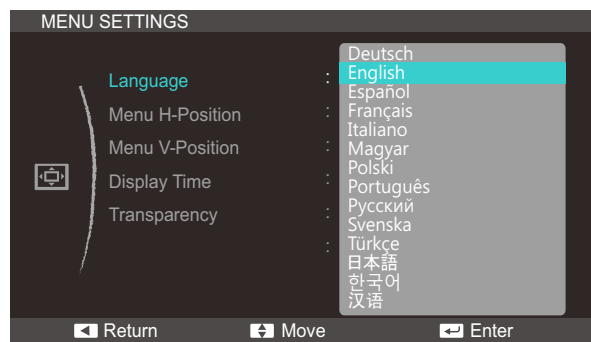 MENU SETTINGS
Language :
Menu H-Position :
Menu V-Position :
Display Time :
Transparency :
:
Deutsch
English
Español
Français
Italiano
Magyar
Polski
Português
Русский
Svenska
Türkçe
日本語
한국어
汉语
Return Move Enter